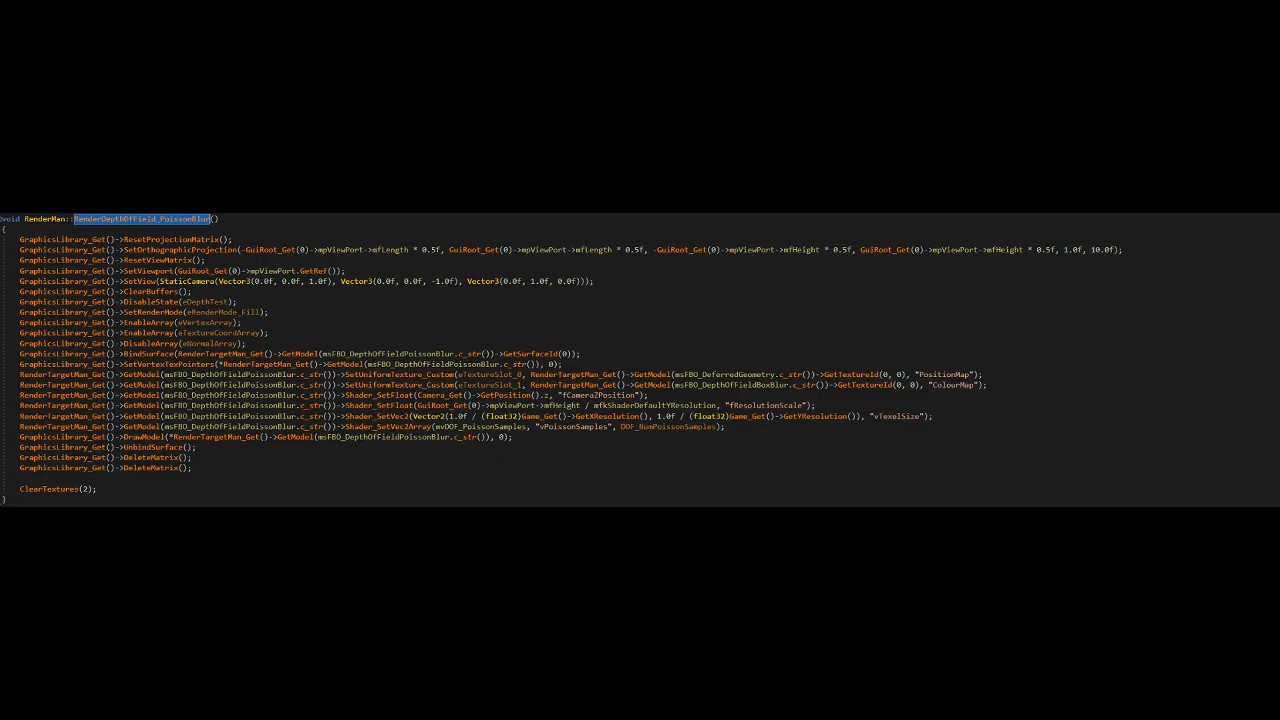 void RenderMan::RenderDepthOfField_PoissonBlur()
{
GraphicsLibrary_Get()->ResetProjectionMatrix();
GraphicsLibrary_Get()->SetOrthographicProjection(-GuiRoot_Get(0)->mpViewPort->mfLength * 0.5f, GuiRoot_Get(0)->mpViewPort->mfLength * 0.5f, -GuiRoot_Get(0)->mpViewPort->mfHeight * 0.5f, GuiRoot_Get(0)->mpViewPort->mfHeight * 0.5f, 1.0f, 10.0f);
GraphicsLibrary_Get()->ResetViewMatrix();
GraphicsLibrary_Get()->SetViewport(GuiRoot_Get(0)->mpViewPort.GetRef());
GraphicsLibrary_Get()->SetView(StaticCamera(Vector3(0.0f, 0.0f, 1.0f), Vector3(0.0f, 0.0f, -1.0f), Vector3(0.0f, 1.0f, 0.0f)));
GraphicsLibrary_Get()->ClearBuffers();
GraphicsLibrary_Get()->DisableState(eDepthTest);
GraphicsLibrary_Get()->SetRenderMode(eRenderMode_Fill);
GraphicsLibrary_Get()->EnableArray(eVertexArray);
GraphicsLibrary_Get()->EnableArray(eTextureCoordArray);
GraphicsLibrary_Get()->DisableArray(eNormalArray);
GraphicsLibrary_Get()->BindSurface(RenderTargetMan_Get()->GetModel(msFBO_DepthOfFieldPoissonBlur.c_str())->GetSurfaceId(0));
GraphicsLibrary_Get()->SetVertexTexPointers(*RenderTargetMan_Get()->GetModel(msFBO_DepthOfFieldPoissonBlur.c_str()), 0);
RenderTargetMan_Get()->GetModel(msFBO_DepthOfFieldPoissonBlur.c_str())->SetUniformTexture_Custom(eTextureSlot_0, RenderTargetMan_Get()->GetModel(msFBO_DeferredGeometry.c_str())->GetTextureId(0, 0), "PositionMap");
RenderTargetMan_Get()->GetModel(msFBO_DepthOfFieldPoissonBlur.c_str())->SetUniformTexture_Custom(eTextureSlot_1, RenderTargetMan_Get()->GetModel(msFBO_DepthOfFieldBoxBlur.c_str())->GetTextureId(0, 0), "ColourMap");
RenderTargetMan_Get()->GetModel(msFBO_DepthOfFieldPoissonBlur.c_str())->Shader_SetFloat(Camera_Get()->GetPosition().z, "fCameraZPosition");
RenderTargetMan_Get()->GetModel(msFBO_DepthOfFieldPoissonBlur.c_str())->Shader_SetFloat(GuiRoot_Get(0)->mpViewPort->mfHeight / mfkShaderDefaultYResolution, "fResolutionScale");
RenderTargetMan_Get()->GetModel(msFBO_DepthOfFieldPoissonBlur.c_str())->Shader_SetVec2(Vector2(1.0f / (float32)Game_Get()->GetXResolution(), 1.0f / (float32)Game_Get()->GetYResolution()), "vTexelSize");
RenderTargetMan_Get()->GetModel(msFBO_DepthOfFieldPoissonBlur.c_str())->Shader_SetVec2Array(mvDOF_PoissonSamples, "vPoissonSamples", DOF_NumPoissonSamples);
GraphicsLibrary_Get()->DrawModel(*RenderTargetMan_Get()->GetModel(msFBO_DepthOfFieldPoissonBlur.c_str()), 0);
GraphicsLibrary_Get()->UnbindSurface();
GraphicsLibrary_Get()->DeleteMatrix();
GraphicsLibrary_Get()->DeleteMatrix();
ClearTextures(2);
}